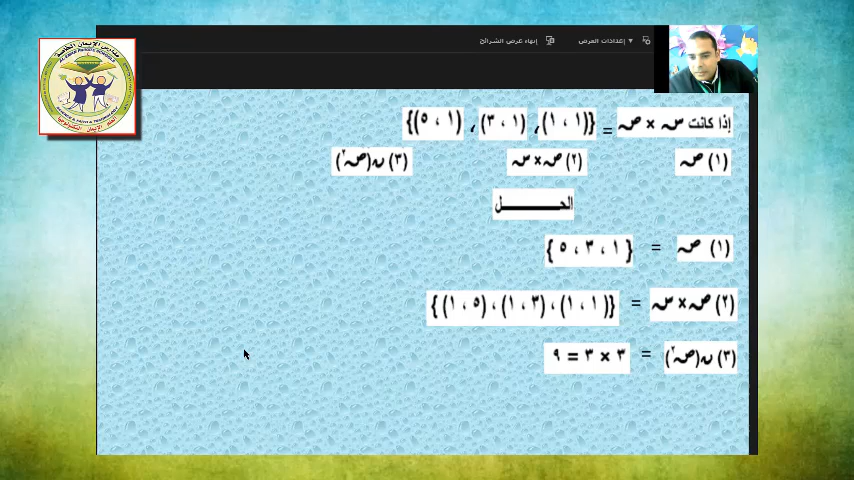 إعدادات العرض ▼ إنهاء عرض الشرائح
إذا كانت س × ص = {(١ ، ١) ، (١ ، ٣) ، (١ ، ٥)}
(١) ص (٢) ص × س (٣) ن(ص٢)
الحـــــــــل
(١) ص = { ١ ، ٣ ، ٥ }
(٢) ص × س = {( ١ ، ١ ) ، (٣ ، ١) ، (٥ ، ١) }
(٣) ن(ص٢) = ٣ × ٣ = ٩